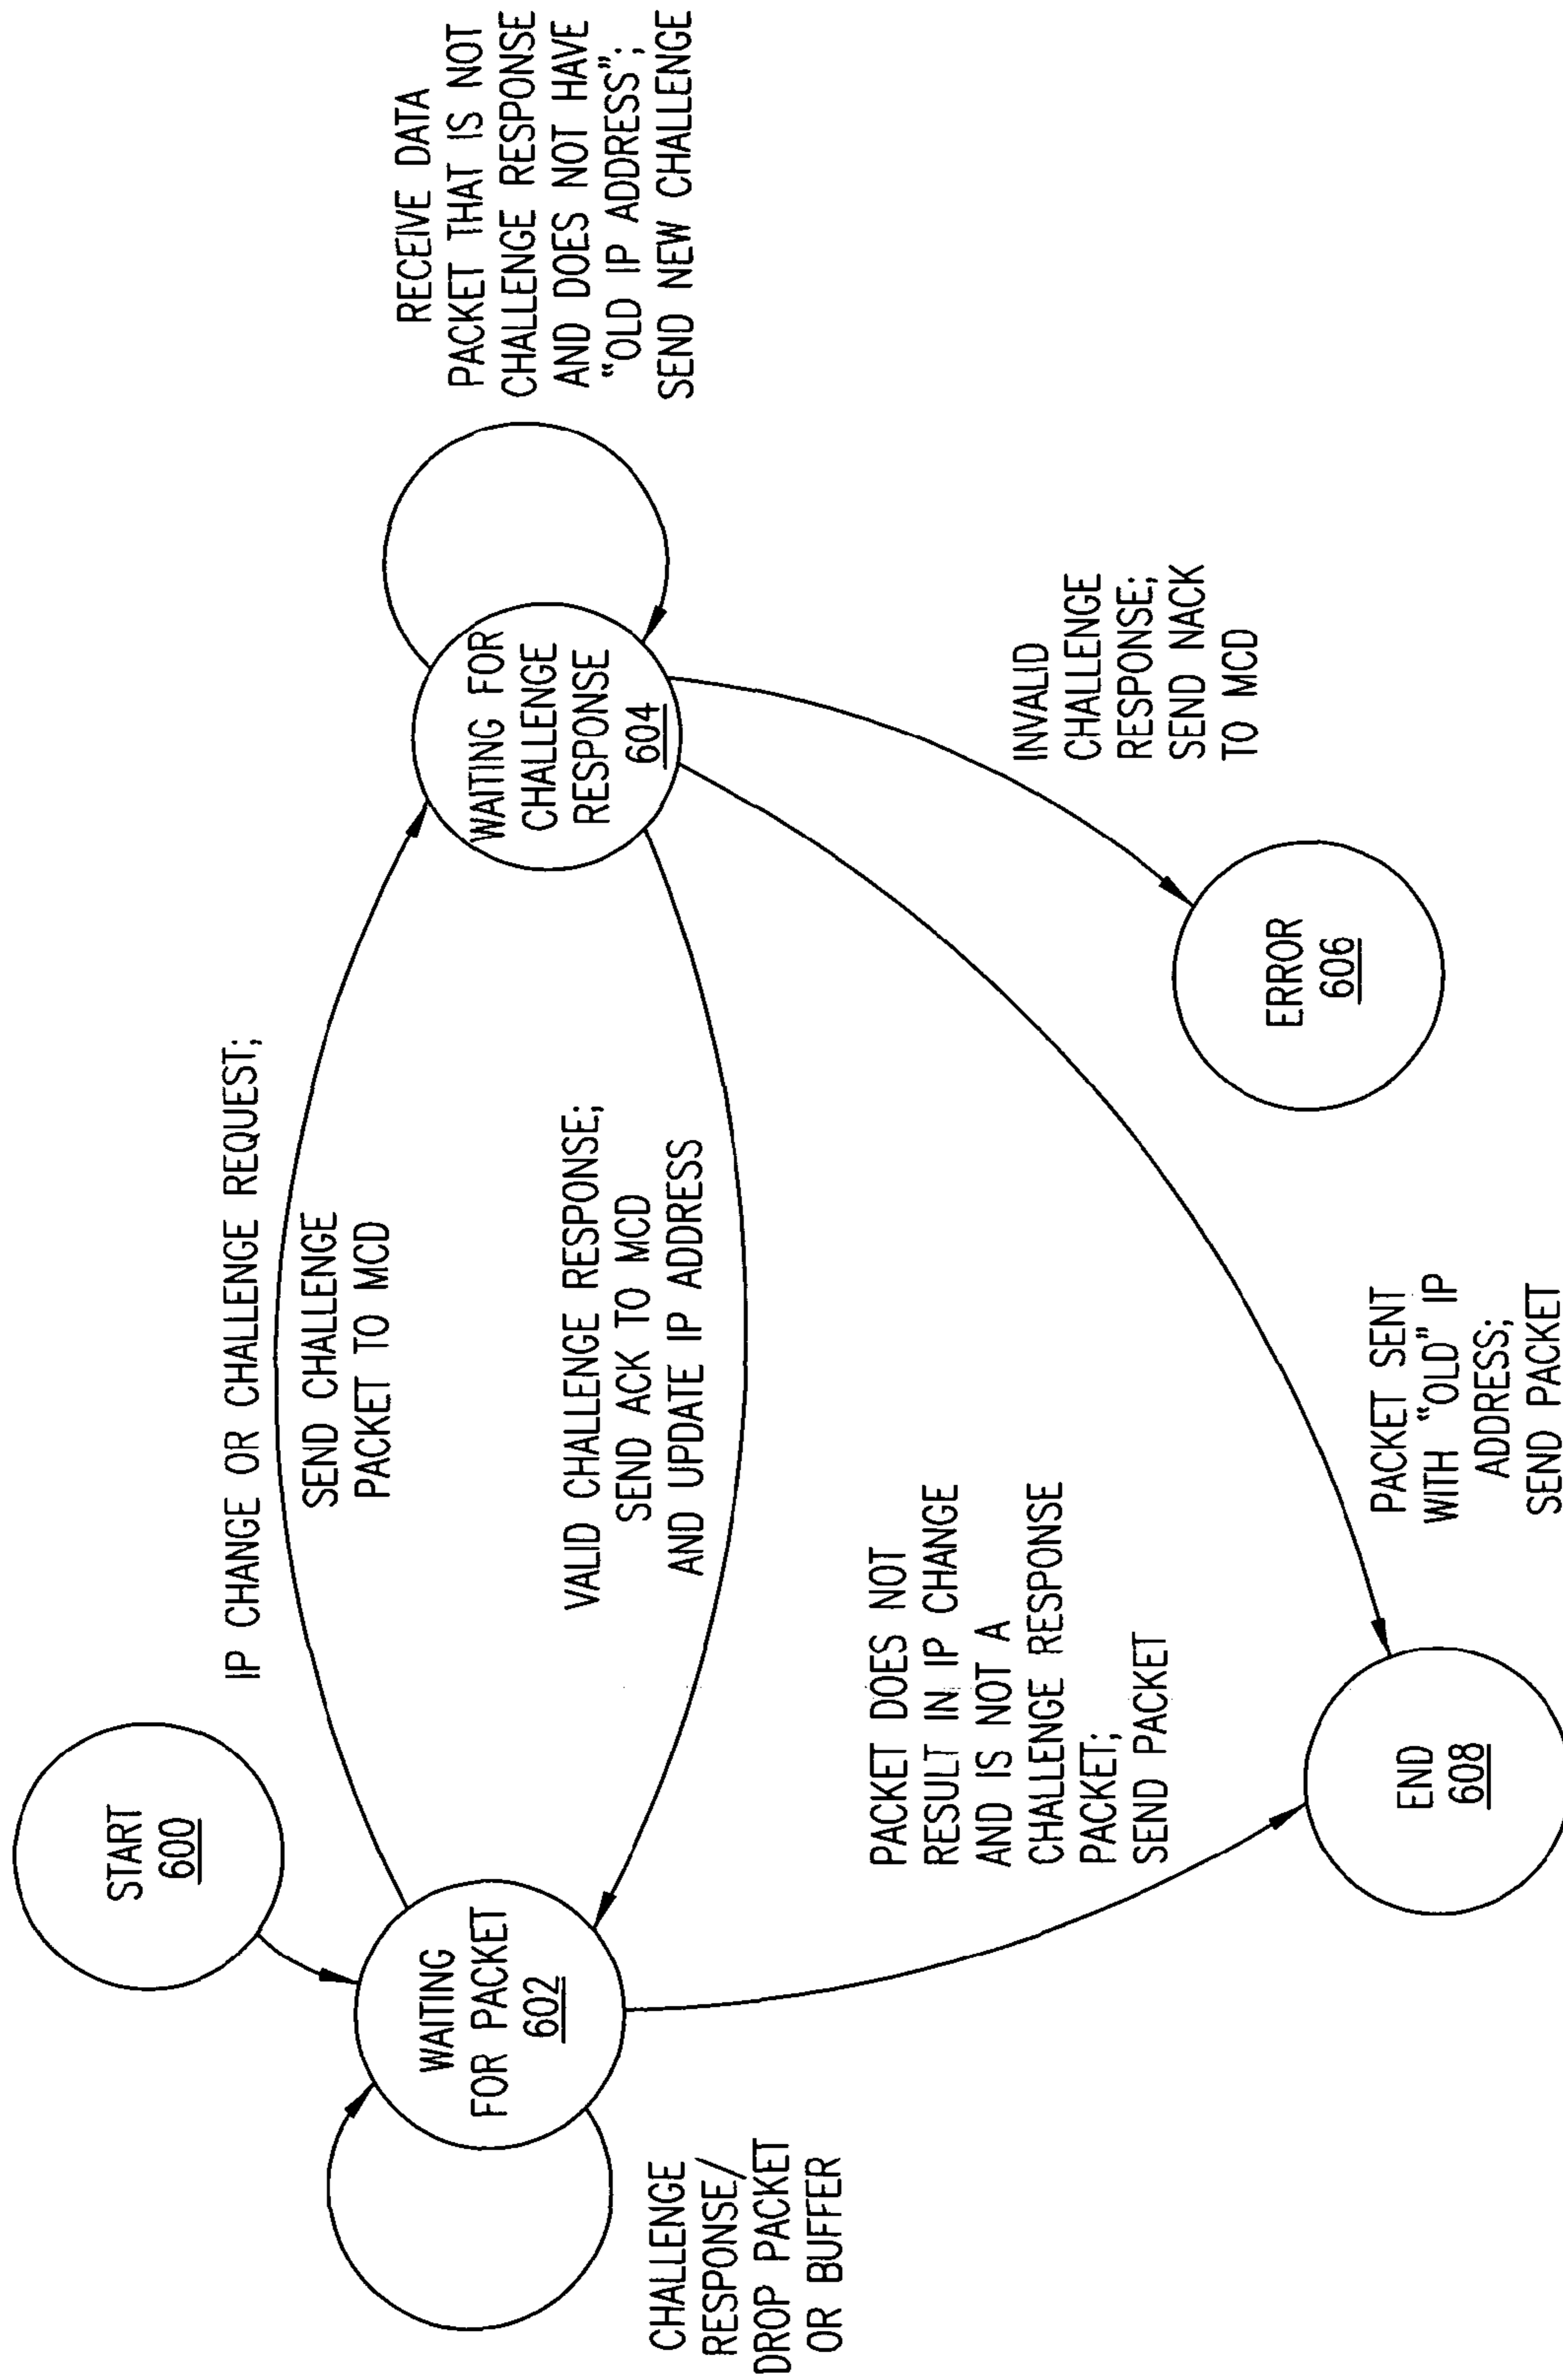 START
600
IP CHANGE OR CHALLENGE REQUEST;
SEND CHALLENGE
PACKET TO MCD
RECEIVE DATA
PACKET THAT IS NOT
CHALLENGE RESPONSE
AND DOES NOT HAVE
“OLD IP ADDRESS”;
SEND NEW CHALLENGE
WAITING
FOR PACKET
602
WAITING FOR
CHALLENGE
RESPONSE
604
VALID CHALLENGE RESPONSE;
SEND ACK TO MCD
AND UPDATE IP ADDRESS
CHALLENGE
RESPONSE/
DROP PACKET
OR BUFFER
PACKET DOES NOT
RESULT IN IP CHANGE
AND IS NOT A
CHALLENGE RESPONSE
PACKET;
SEND PACKET
INVALID
CHALLENGE
RESPONSE;
SEND NACK
TO MCD
ERROR
606
END
608
PACKET SENT
WITH “OLD” IP
ADDRESS;
SEND PACKET